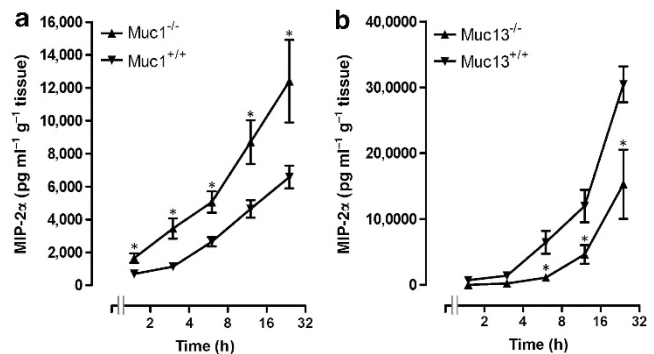 a
Muc1-/-
Muc1+/+
MIP-2α (pg ml−1 g−1 tissue)
16,000
14,000
12,000
10,000
8,000
6,000
4,000
2,000
0
* * * * *
2 4 8 16 32
Time (h)
b
Muc13-/-
Muc13+/+
MIP-2α (pg ml−1 g−1 tissue)
30,0000
20,0000
10,0000
0
* * *
2 4 8 16 32
Time (h)